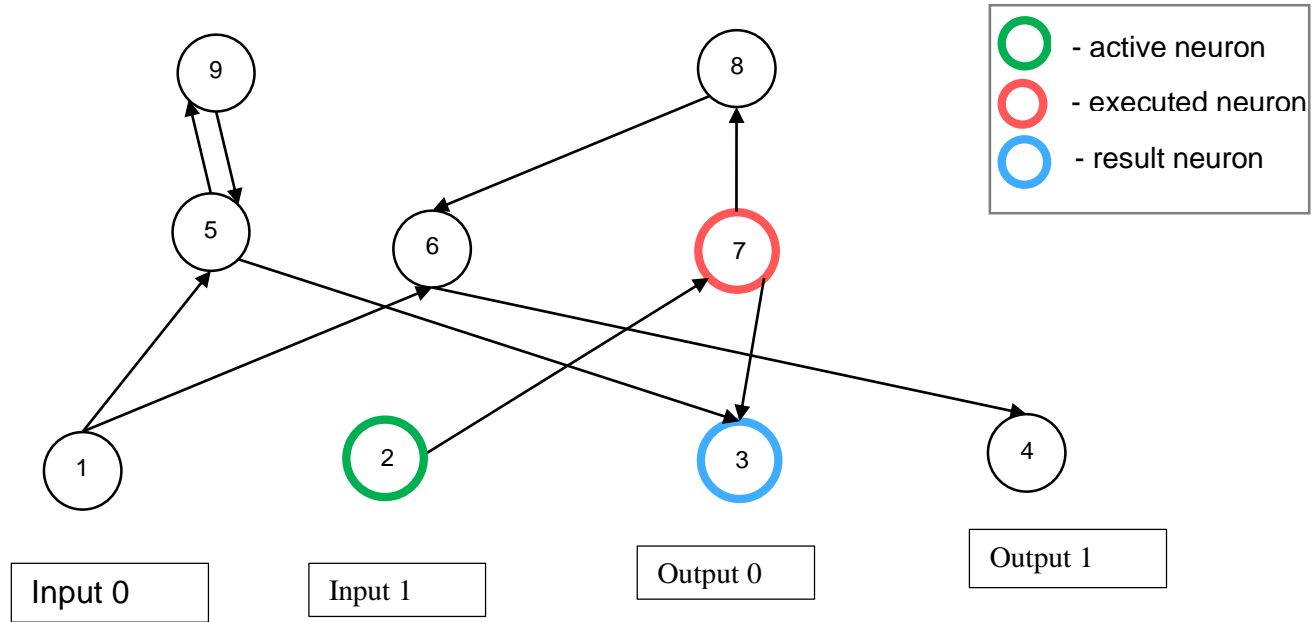 9
8
- active neuron
- executed neuron
- result neuron
5
6
7
1
2
3
4
Input 0
Input 1
Output 0
Output 1